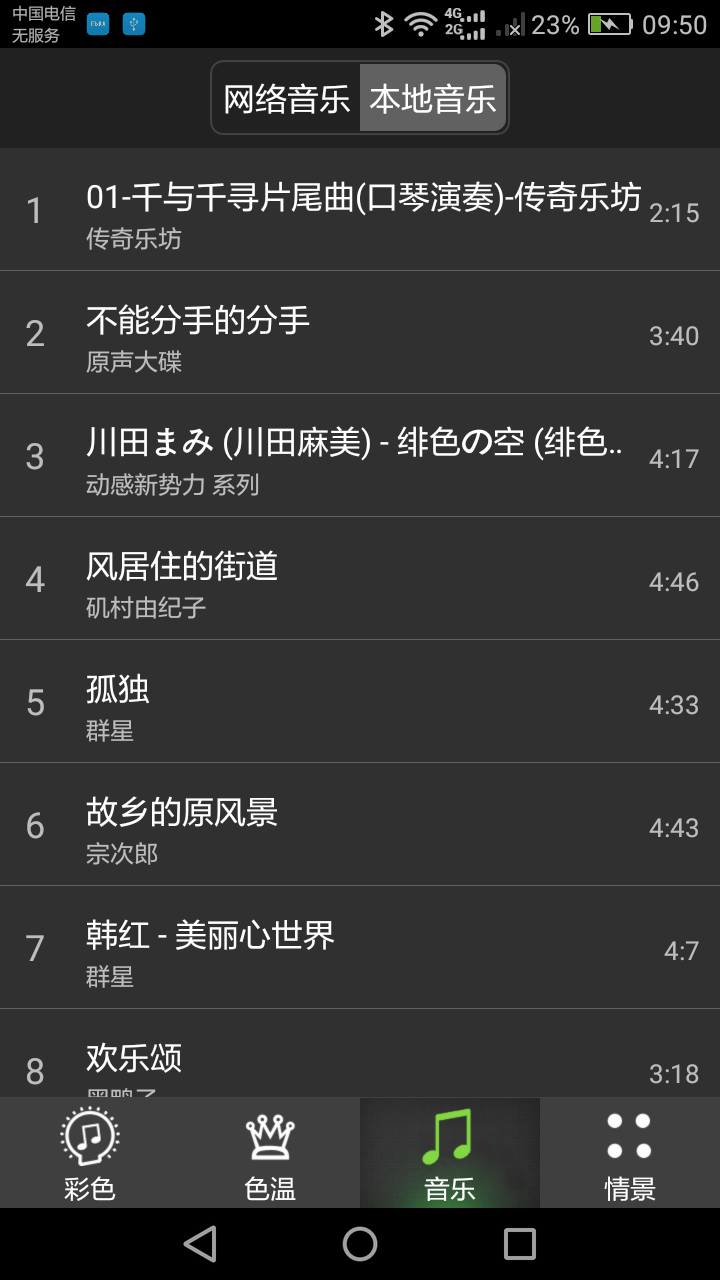 中国电信
无服务
4G
2G
23%
09:50
网络音乐 本地音乐
1
01-千与千寻片尾曲(口琴演奏)-传奇乐坊
传奇乐坊
2:15
2
不能分手的分手
原声大碟
3:40
3
川田まみ (川田麻美) - 绯色の空 (绯色..
动感新势力 系列
4:17
4
风居住的街道
矶村由纪子
4:46
5
孤独
群星
4:33
6
故乡的原风景
宗次郎
4:43
7
韩红 - 美丽心世界
群星
4:7
8
欢乐颂
3:18
彩色 色温 音乐 情景